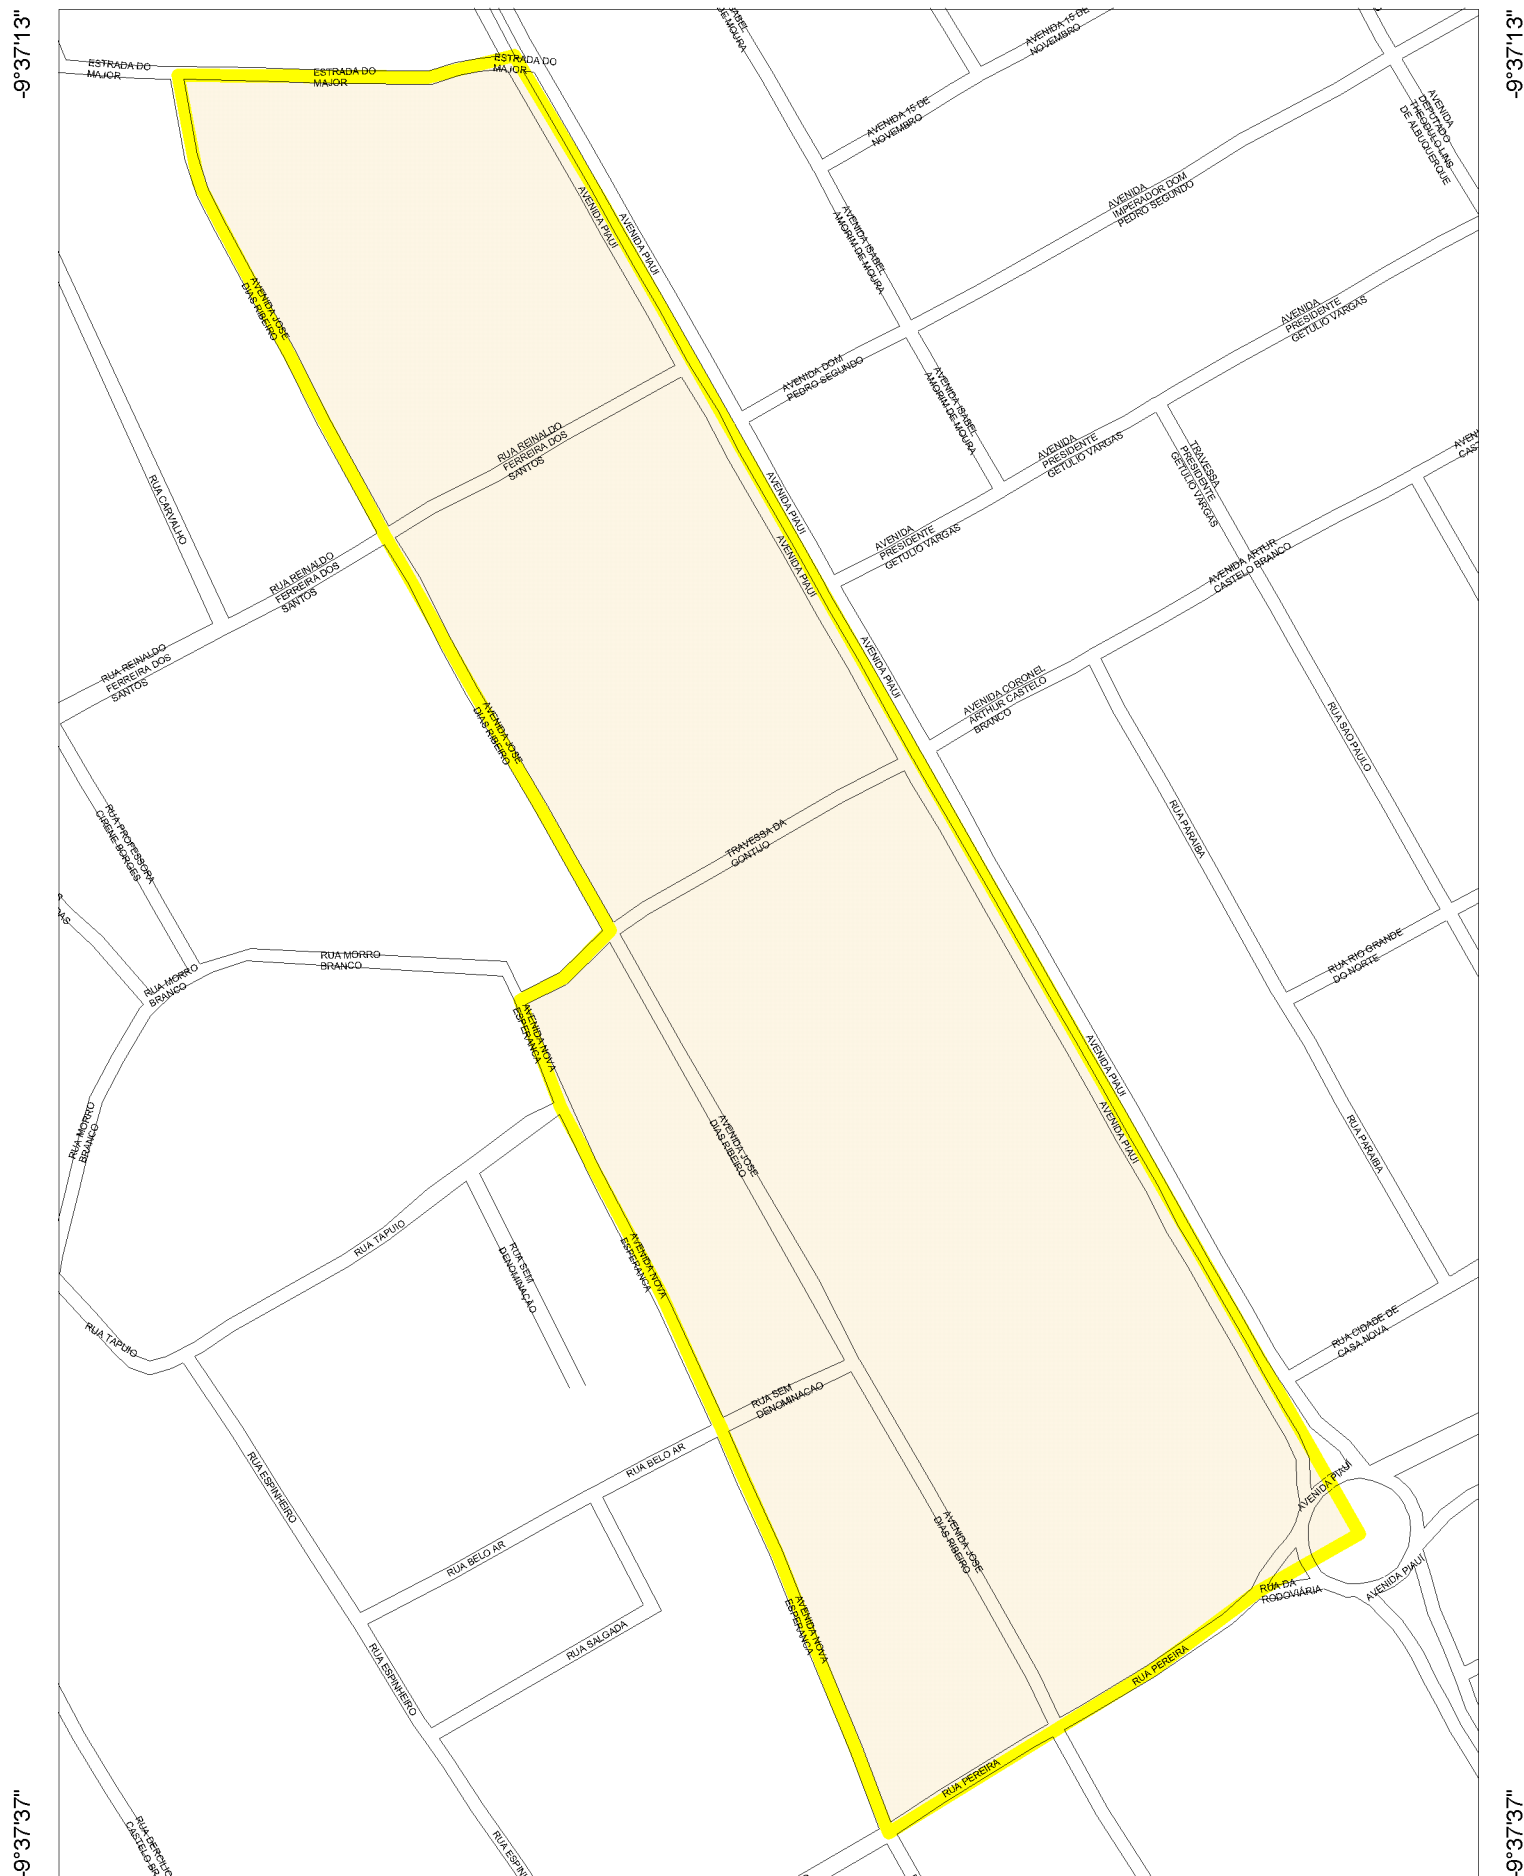 -9°37'13"
-9°37'13"
ESTRADA DO
MAJOR
ESTRADA DO
MAJOR
ESTRADA DO
MAJOR
DE MOURA
AVENIDA 15 DE
NOVEMBRO
AVENIDA 15 DE
NOVEMBRO
AVENIDA
DEPUTADO
THEODULO LINS
DE ALBUQUERQUE
AVENIDA
IMPERADOR DOM
PEDRO SEGUNDO
AVENIDA PIAUI
AVENIDA PIAUI
AVENIDA ISABEL
AMORIM DE MOURA
AVENIDA JOSE
DIAS RIBEIRO
AVENIDA
PRESIDENTE
GETULIO VARGAS
AVENIDA DOM
PEDRO SEGUNDO
AVENIDA ISABEL
AMORIM DE MOURA
RUA REINALDO
FERREIRA DOS
SANTOS
AVENIDA
PRESIDENTE
GETULIO VARGAS
TRAVESSA
PRESIDENTE
GETULIO VARGAS
RUA CARVALHO
AVENIDA PIAUI
AVENIDA PIAUI
AVENIDA
PRESIDENTE
GETULIO VARGAS
AVENIDA ARTUR
CASTELO BRANCO
RUA REINALDO
FERREIRA DOS
SANTOS
RUA REINALDO
FERREIRA DOS
SANTOS
AVENIDA PIAUI
AVENIDA CORONEL
ARTHUR CASTELO
BRANCO
AVENIDA JOSE
DIAS RIBEIRO
RUA SAO PAULO
RUA PROFESSORA
CIRENE BORGES
TRAVESSA DA
GONTIJO
RUA PARAIBA
RUA MORRO
BRANCO
RUA MORRO
BRANCO
RUA RIO GRANDE
DO NORTE
AVENIDA NOVA
ESPERANCA
AVENIDA PIAUI
AVENIDA PIAUI
RUA MORRO
BRANCO
AVENIDA JOSE
DIAS RIBEIRO
RUA PARAIBA
RUA TAPUIO
RUA SEM
DENOMINAÇÃO
AVENIDA NOVA
ESPERANCA
RUA TAPUIO
RUA CIDADE DE
CASA NOVA
RUA SEM
DENOMINACAO
RUA BELO AR
RUA ESPINHEIRO
AVENIDA PIAUI
RUA BELO AR
AVENIDA JOSE
DIAS RIBEIRO
RUA DA
RODOVIÁRIA
AVENIDA PIAUI
AVENIDA NOVA
ESPERANCA
RUA SALGADA
RUA ESPINHEIRO
RUA PEREIRA
RUA PEREIRA
-9°37'37"
-9°37'37"